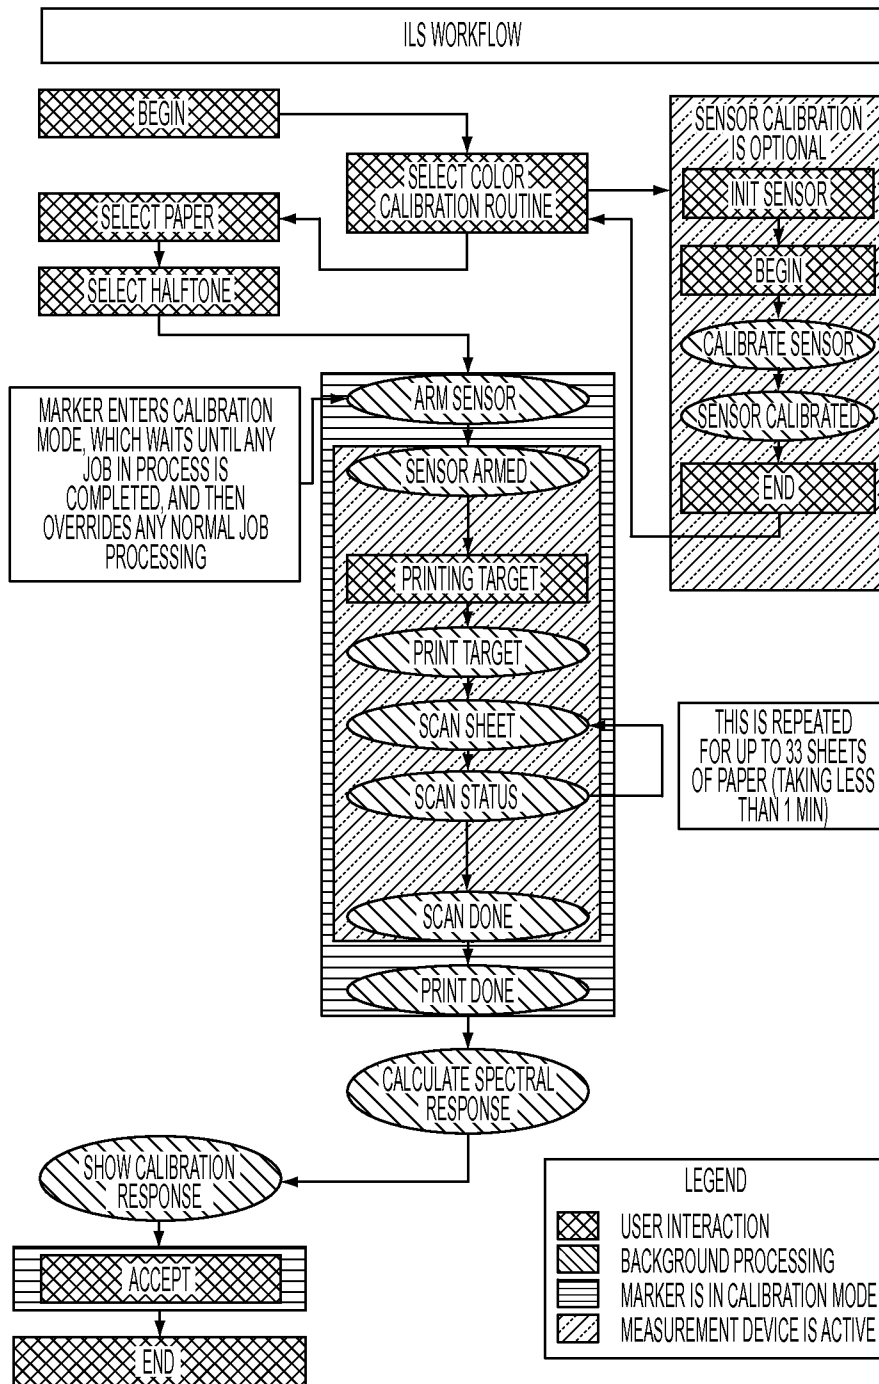 ILS WORKFLOW
BEGIN
SELECT COLOR
CALIBRATION ROUTINE
SELECT PAPER
SELECT HALFTONE
SENSOR CALIBRATION
IS OPTIONAL
INIT SENSOR
BEGIN
CALIBRATE SENSOR
SENSOR CALIBRATED
END
MARKER ENTERS CALIBRATION
MODE, WHICH WAITS UNTIL ANY
JOB IN PROCESS IS
COMPLETED, AND THEN
OVERRIDES ANY NORMAL JOB
PROCESSING
ARM SENSOR
SENSOR ARMED
PRINTING TARGET
PRINT TARGET
SCAN SHEET
SCAN STATUS
THIS IS REPEATED
FOR UP TO 33 SHEETS
OF PAPER (TAKING LESS
THAN 1 MIN)
SCAN DONE
PRINT DONE
CALCULATE SPECTRAL
RESPONSE
SHOW CALIBRATION
RESPONSE
ACCEPT
END
LEGEND
USER INTERACTION
BACKGROUND PROCESSING
MARKER IS IN CALIBRATION MODE
MEASUREMENT DEVICE IS ACTIVE